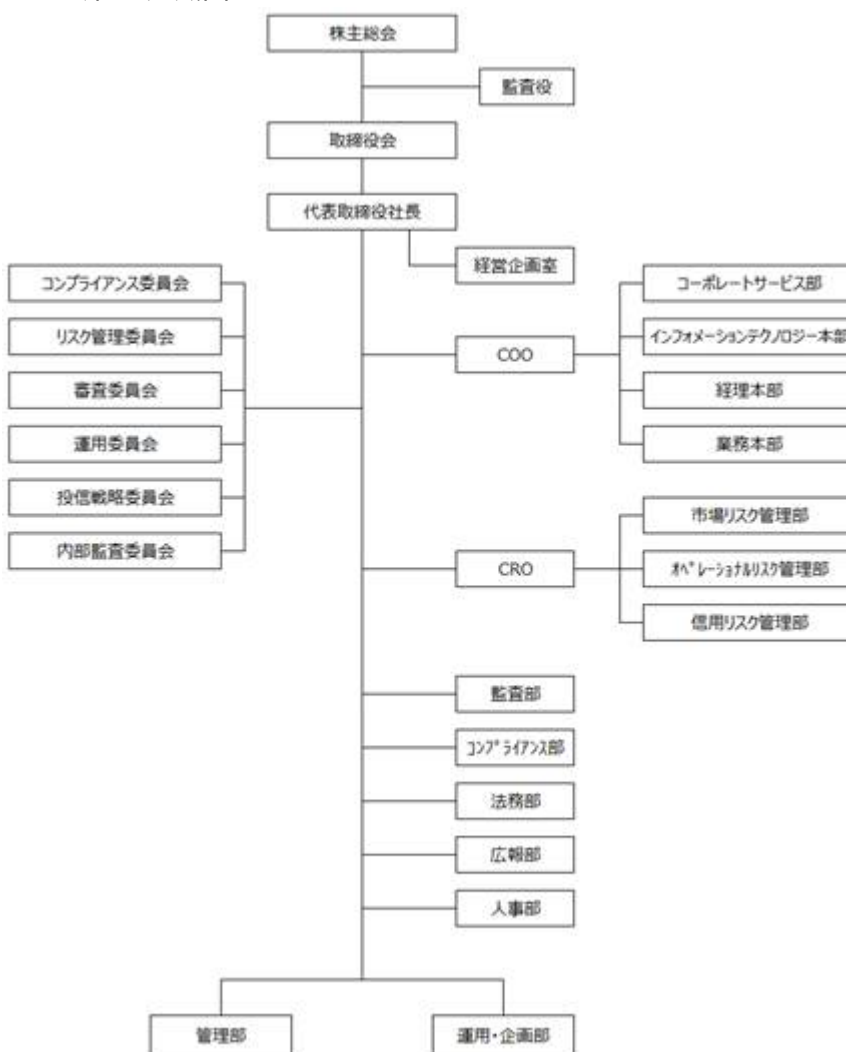 株主総会
監査役
取締役会
代表取締役社長
経営企画室
コンプライアンス委員会
リスク管理委員会
審査委員会
運用委員会
投信戦略委員会
内部監査委員会
COO
コーポレートサービス部
インフォメーションテクノロジー本部
経理本部
業務本部
CRO
市場リスク管理部
ｵﾍﾟﾚｰｼｮﾅﾙﾘｽｸ管理部
信用リスク管理部
監査部
ｺﾝﾌﾟﾗｲｱﾝｽ部
法務部
広報部
人事部
管理部
運用・企画部